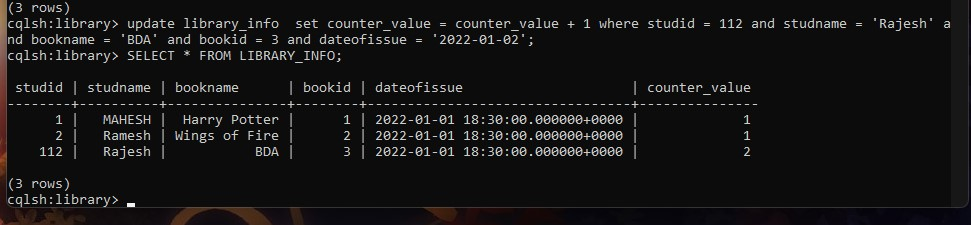 (3 rows)
cqlsh:library> update library_info  set counter_value = counter_value + 1 where studid = 112 and studname = 'Rajesh' a
nd bookname = 'BDA' and bookid = 3 and dateofissue = '2022-01-02';
cqlsh:library> SELECT * FROM LIBRARY_INFO;
 studid | studname | bookname      | bookid | dateofissue                     | counter_value
--------+----------+---------------+--------+---------------------------------+---------------
      1 |   MAHESH |  Harry Potter |      1 | 2022-01-01 18:30:00.000000+0000 |             1
      2 |   Ramesh | Wings of Fire |      2 | 2022-01-01 18:30:00.000000+0000 |             1
    112 |   Rajesh |           BDA |      3 | 2022-01-01 18:30:00.000000+0000 |             2
(3 rows)
cqlsh:library>